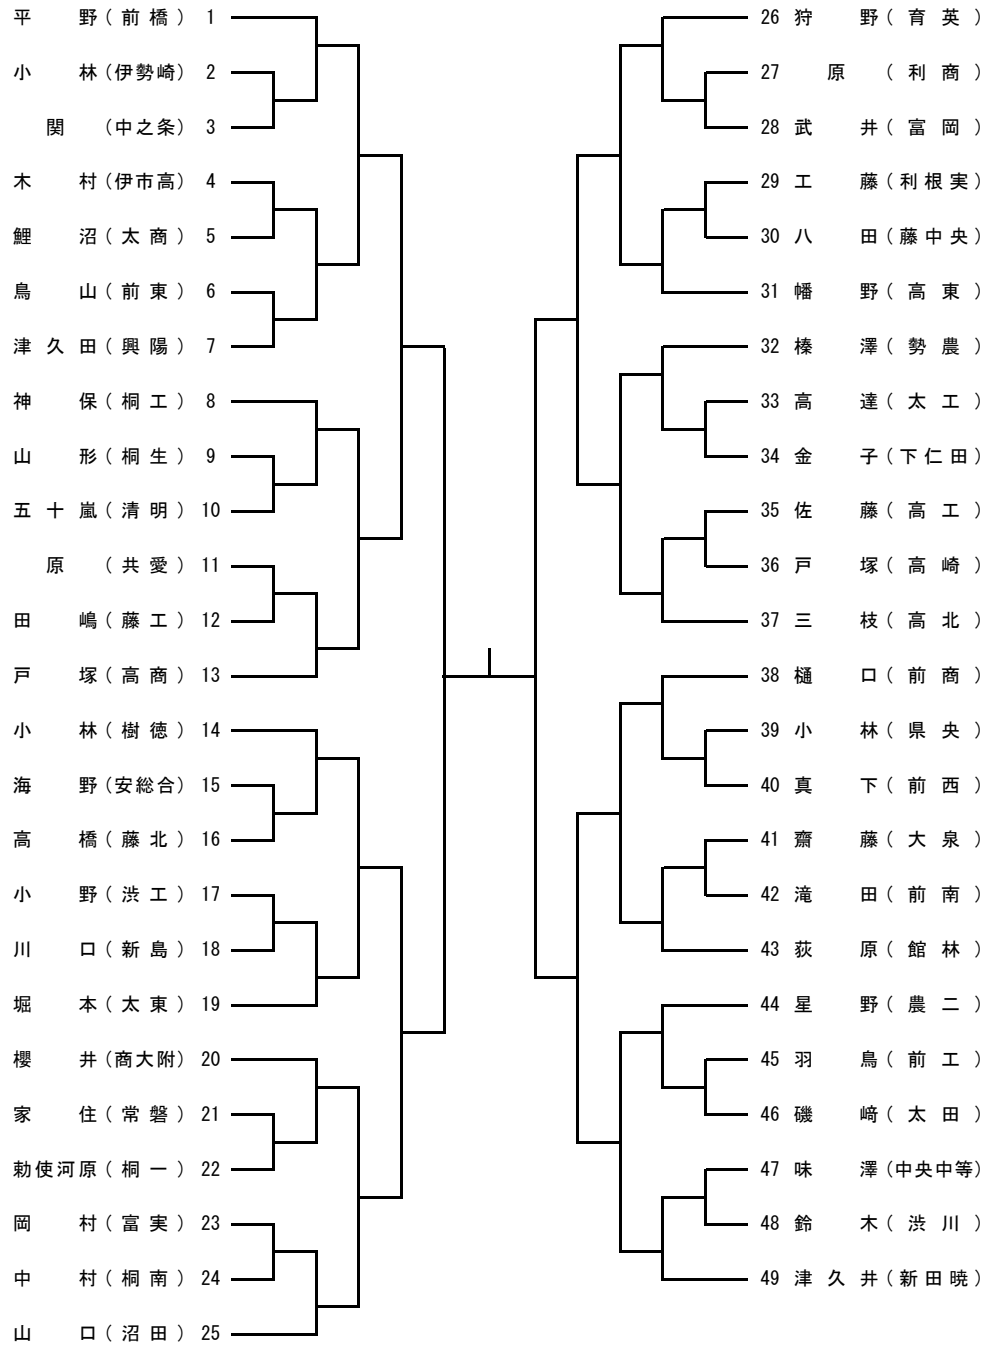 平野(前橋) 1
小林(伊勢崎) 2
関(中之条) 3
木村(伊市高) 4
鯉沼(太商) 5
鳥山(前東) 6
津久田(興陽) 7
神保(桐工) 8
山形(桐生) 9
五十嵐(清明) 10
原(共愛) 11
田嶋(藤工) 12
戸塚(高商) 13
小林(樹徳) 14
海野(安総合) 15
高橋(藤北) 16
小野(渋工) 17
川口(新島) 18
堀本(太東) 19
櫻井(商大附) 20
家住(常磐) 21
勅使河原(桐一) 22
岡村(富実) 23
中村(桐南) 24
山口(沼田) 25
26 狩野(育英)
27 原(利商)
28 武井(富岡)
29 工藤(利根実)
30 八田(藤中央)
31 幡野(高東)
32 榛澤(勢農)
33 高達(太工)
34 金子(下仁田)
35 佐藤(高工)
36 戸塚(高崎)
37 三枝(高北)
38 樋口(前商)
39 小林(県央)
40 真下(前西)
41 齋藤(大泉)
42 滝田(前南)
43 荻原(館林)
44 星野(農二)
45 羽鳥(前工)
46 磯﨑(太田)
47 味澤(中央中等)
48 鈴木(渋川)
49 津久井(新田暁)